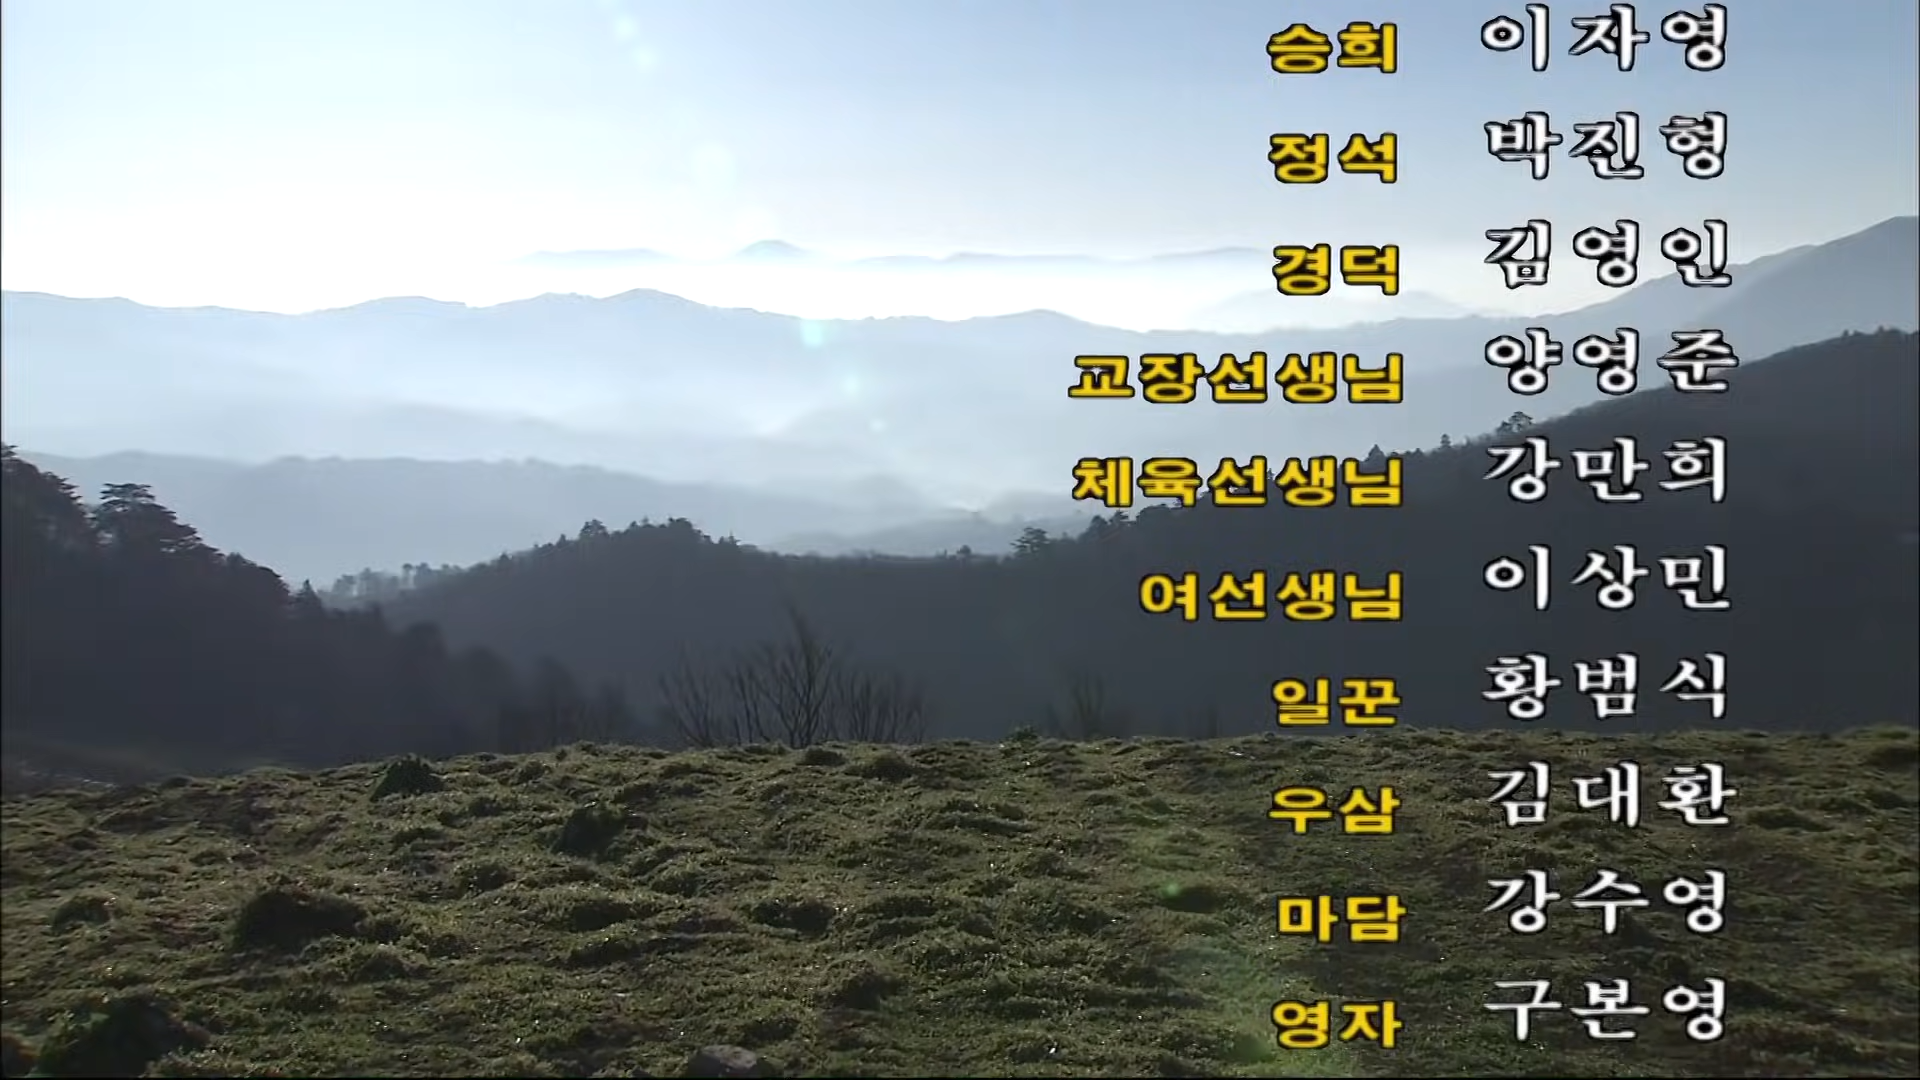 승희 이자영
정석 박진형
경덕 김영인
교장선생님 양영준
체육선생님 강만희
여선생님 이상민
일꾼 황범식
우삼 김대환
마담 강수영
영자 구본영